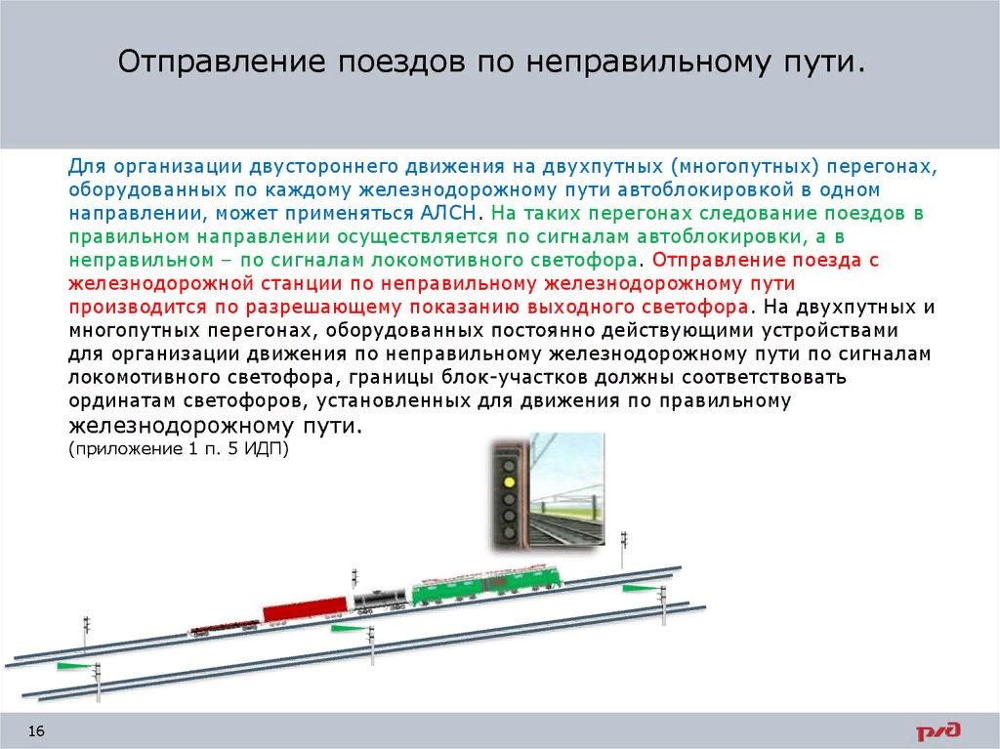 Отправление поездов по неправильному пути.
Для организации двустороннего движения на двухпутных (многопутных) перегонах,
оборудованных по каждому железнодорожному пути автоблокировкой в одном
направлении, может применяться АЛСН. На таких перегонах следование поездов в
правильном направлении осуществляется по сигналам автоблокировки, а в
неправильном – по сигналам локомотивного светофора. Отправление поезда с
железнодорожной станции по неправильному железнодорожному пути
производится по разрешающему показанию выходного светофора. На двухпутных и
многопутных перегонах, оборудованных постоянно действующими устройствами
для организации движения по неправильному железнодорожному пути по сигналам
локомотивного светофора, границы блок-участков должны соответствовать
ординатам светофоров, установленных для движения по правильному
железнодорожному пути.
(приложение 1 п. 5 ИДП)
16
ржд